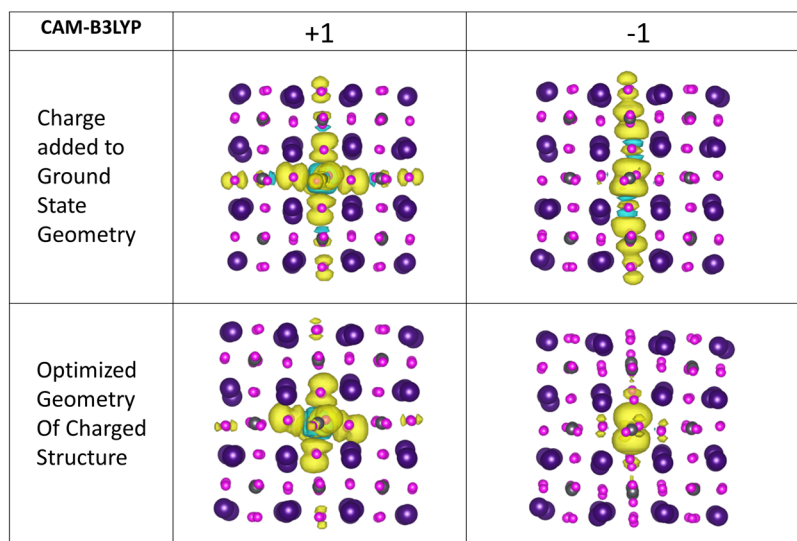 CAM-B3LYP
+1
-1
Charge
added to
Ground
State
Geometry
Optimized
Geometry
Of Charged
Structure